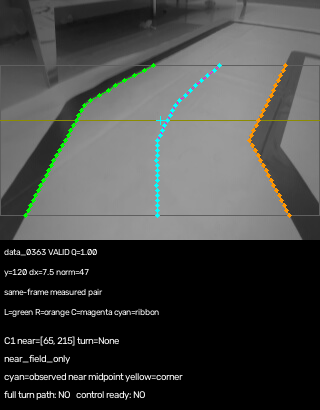 data_0363 VALID Q=1.00
y=120 dx=7.5 norm=47
same-frame measured pair
L=green R=orange C=magenta cyan=ribbon
C1 near=[65, 215] turn=None
near_field_only
cyan=observed near midpoint yellow=corner
full turn path: NO control ready: NO